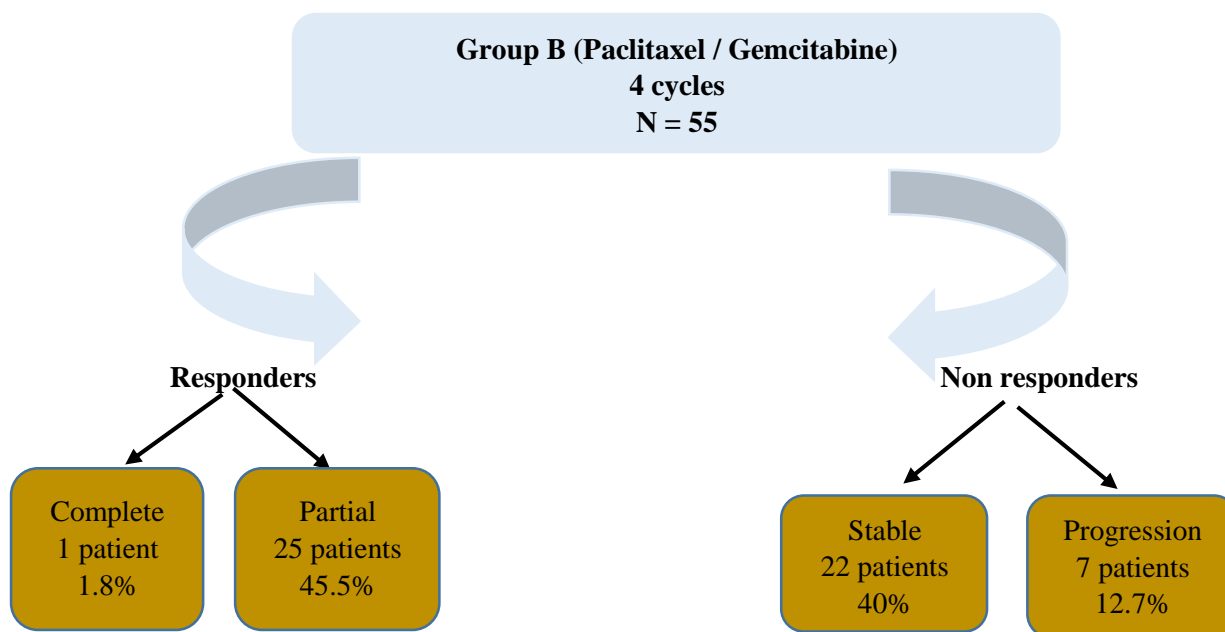 Group B (Paclitaxel / Gemcitabine)
4 cycles
N = 55
Responders
Non responders
Complete
1 patient
1.8%
Partial
25 patients
45.5%
Stable
22 patients
40%
Progression
7 patients
12.7%